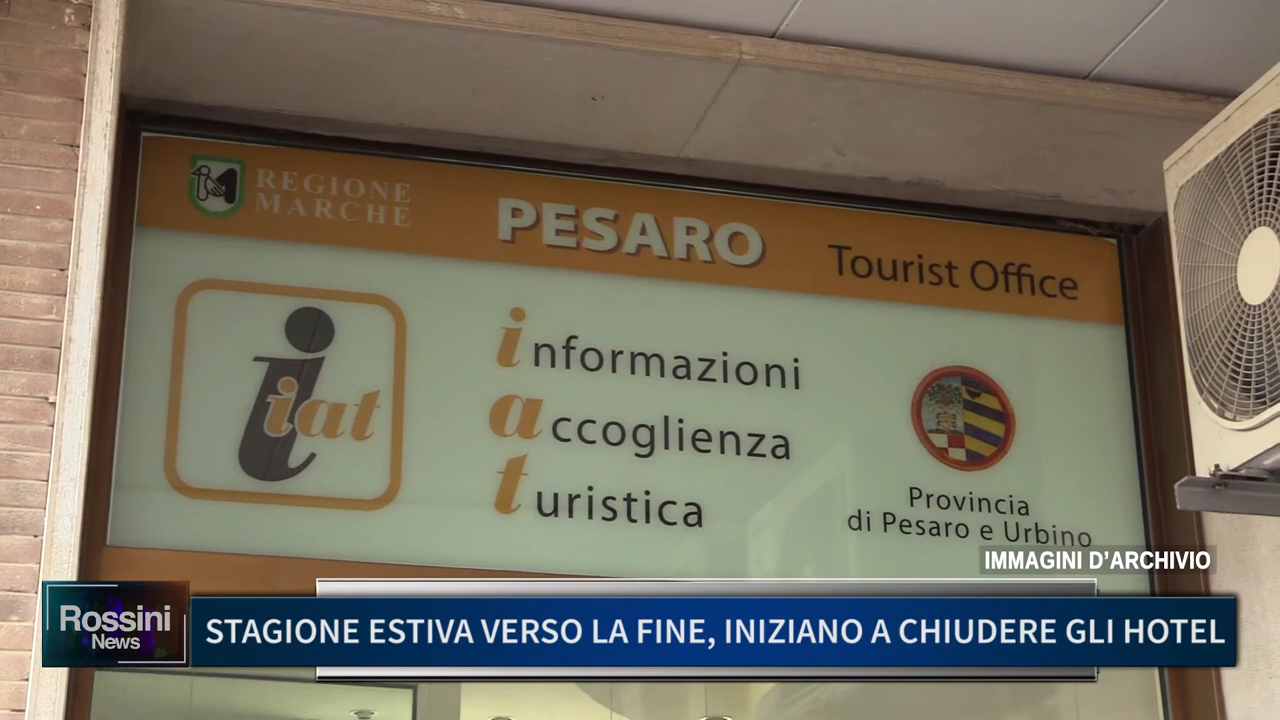 REGIONE
MARCHE
PESARO
Tourist Office
iat
informazioni
accoglienza
turistica
Provincia
di Pesaro e Urbino
IMMAGINI D'ARCHIVIO
Rossini
News
STAGIONE ESTIVA VERSO LA FINE, INIZIANO A CHIUDERE GLI HOTEL